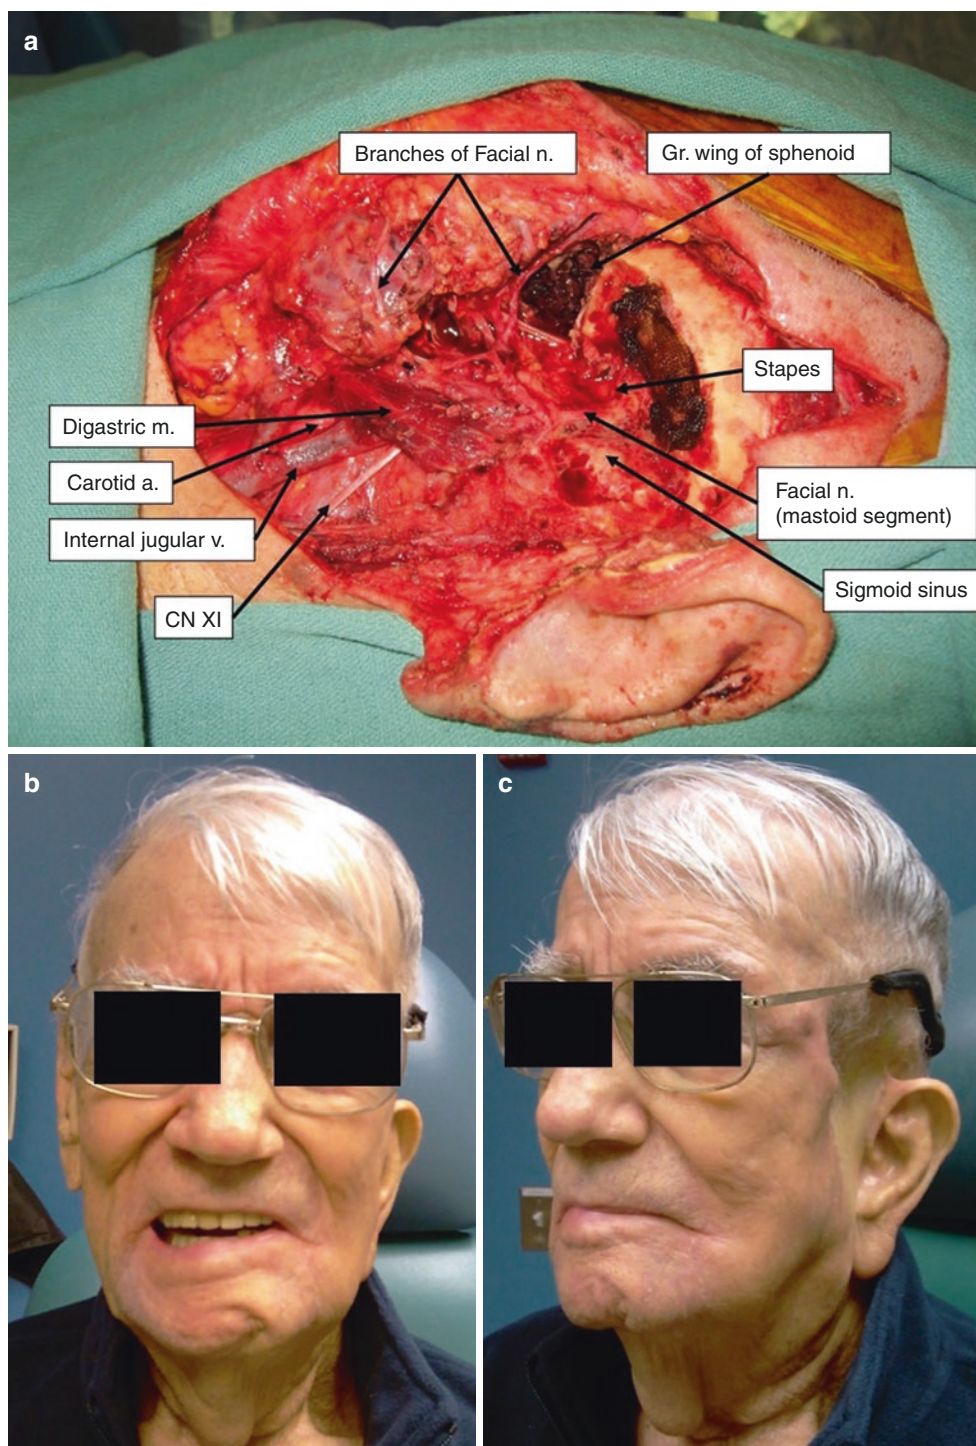 a
Branches of Facial n.
Gr. wing of sphenoid
Stapes
Digastric m.
Carotid a.
Facial n.
(mastoid segment)
Internal jugular v.
Sigmoid sinus
CN XI
b
c